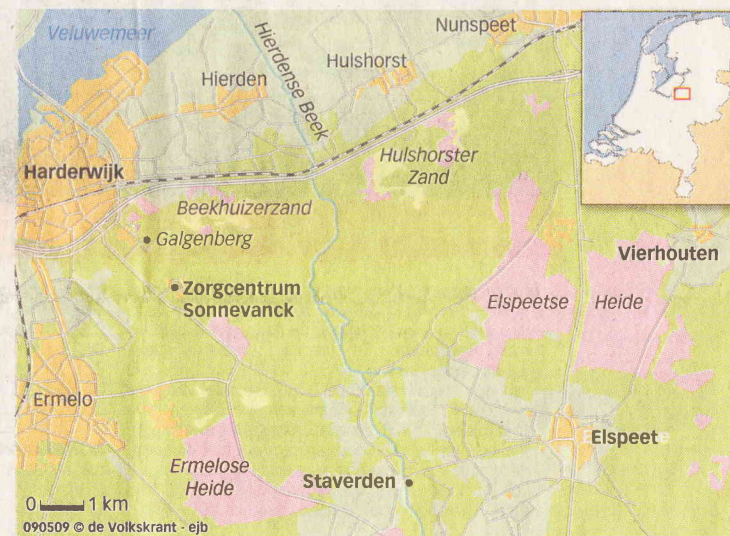 Veluwemeer
Nunspeet
Hierdense Beek
Hulshorst
Hierden
Hulshorster
Zand
Harderwijk
Beekhuizerzand
Galgenberg
Vierhouten
Zorgcentrum
Sonnevanck
Elspeetse Heide
Ermelo
Elspeet
Ermelose
Heide
Staverden
0 1 km
090509 © de Volkskrant - ejb